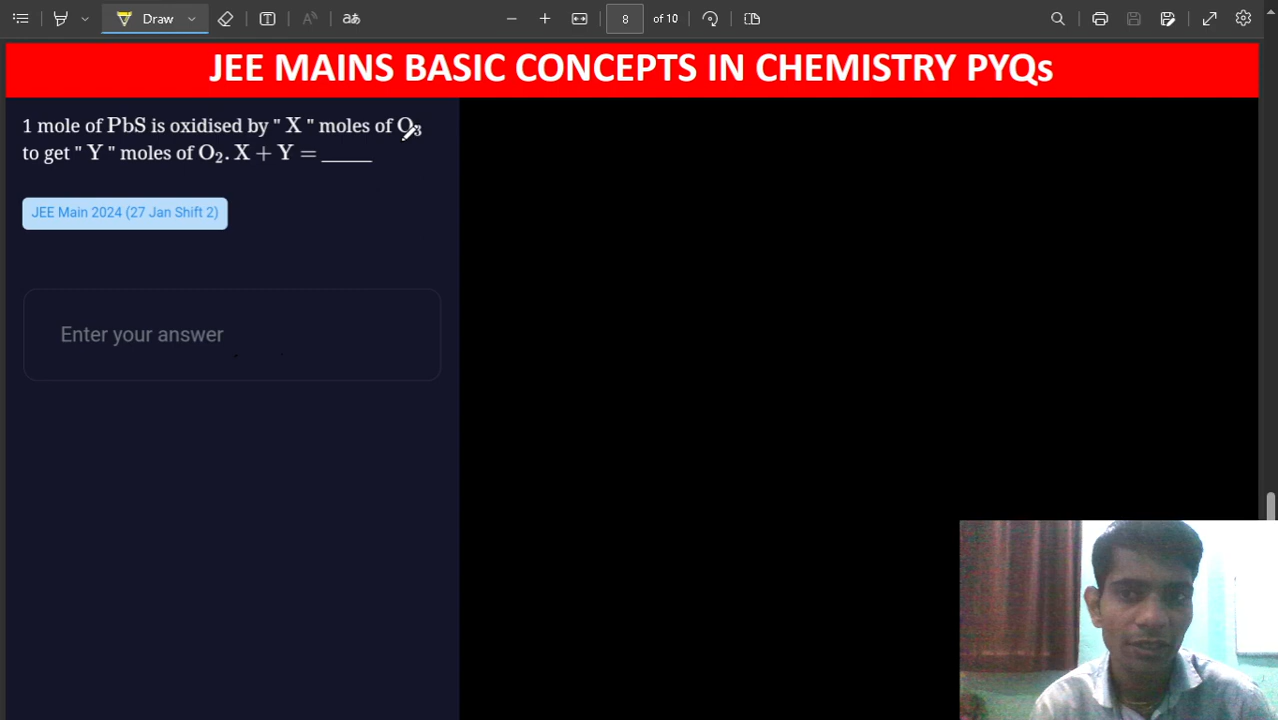 Draw
8 of 10
JEE MAINS BASIC CONCEPTS IN CHEMISTRY PYQs
1 mole of PbS is oxidised by " X " moles of O₃
to get " Y " moles of O₂. X + Y = _____
JEE Main 2024 (27 Jan Shift 2)
Enter your answer